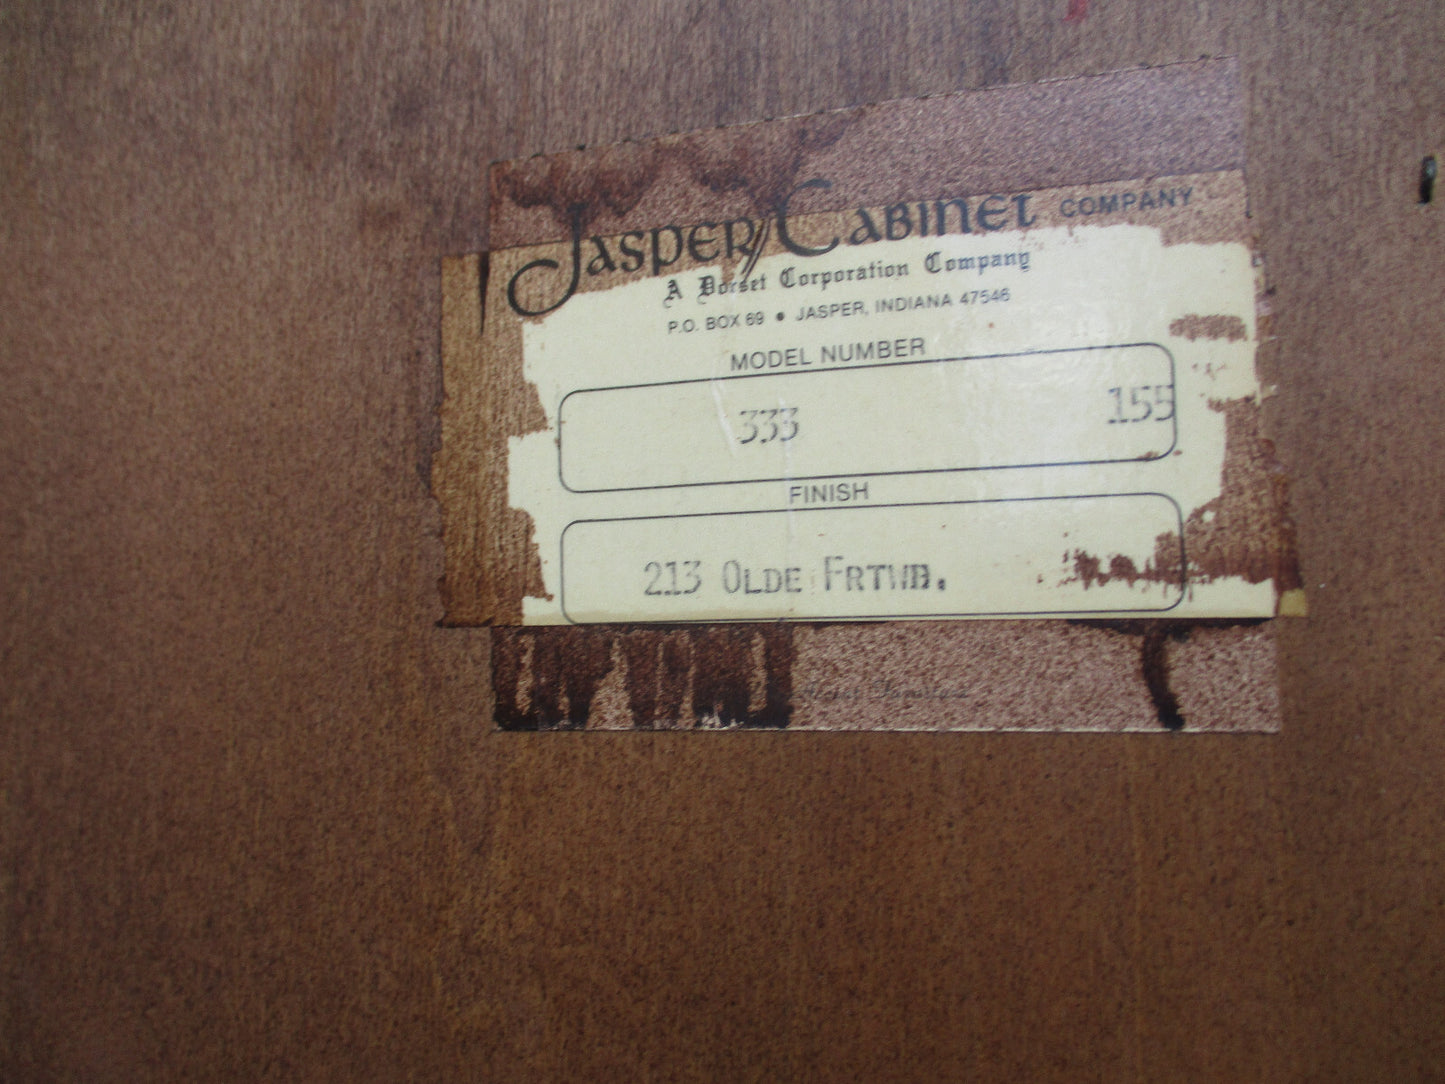 Jasper Cabinet COMPANY
A Dorset Corporation Company
P.O. BOX 69 • JASPER, INDIANA 47546
MODEL NUMBER
333 155
FINISH
213 OLDE FRTWD.